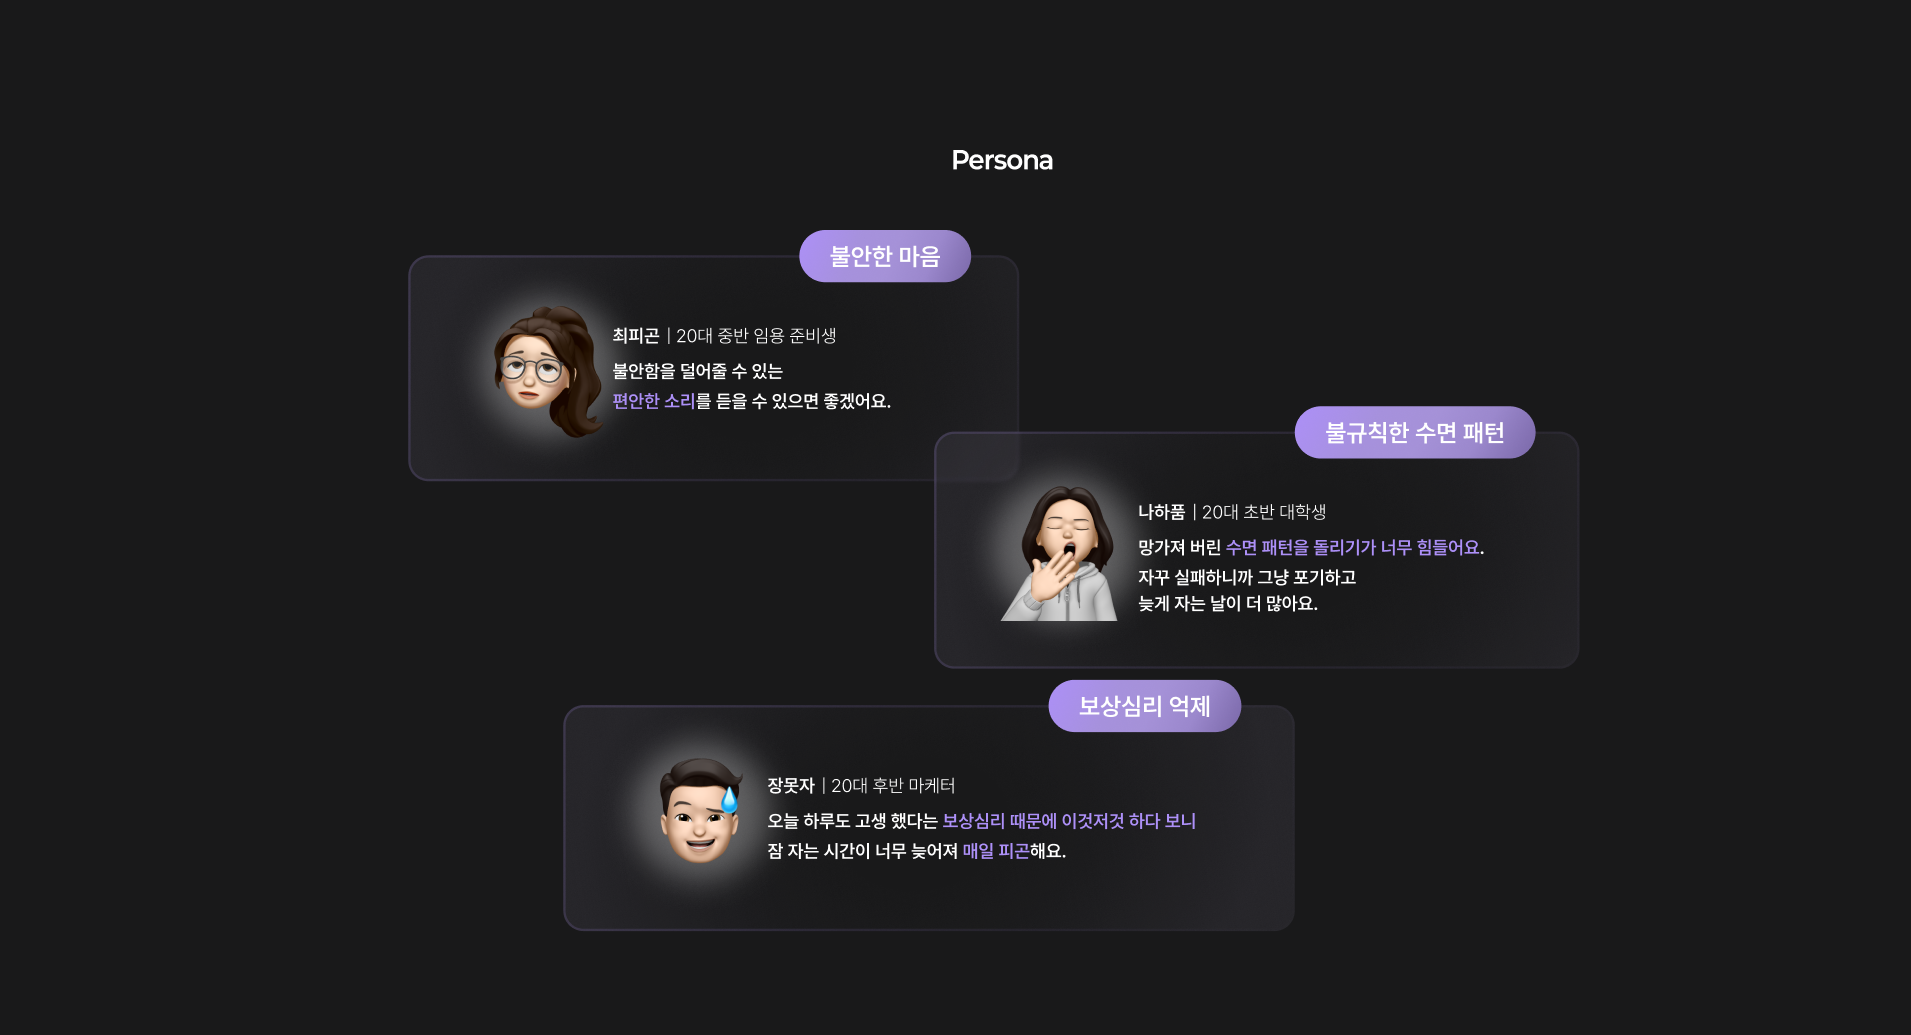 Persona
불안한 마음
최피곤 | 20대 중반 임용 준비생
불안함을 덜어줄 수 있는
편안한 소리를 듣을 수 있으면 좋겠어요.
불규칙한 수면 패턴
나하품 | 20대 초반 대학생
망가져 버린 수면 패턴을 돌리기가 너무 힘들어요.
자꾸 실패하니까 그냥 포기하고
늦게 자는 날이 더 많아요.
보상심리 억제
장못자 | 20대 후반 마케터
오늘 하루도 고생 했다는 보상심리 때문에 이것저것 하다 보니
잠 자는 시간이 너무 늦어져 매일 피곤해요.